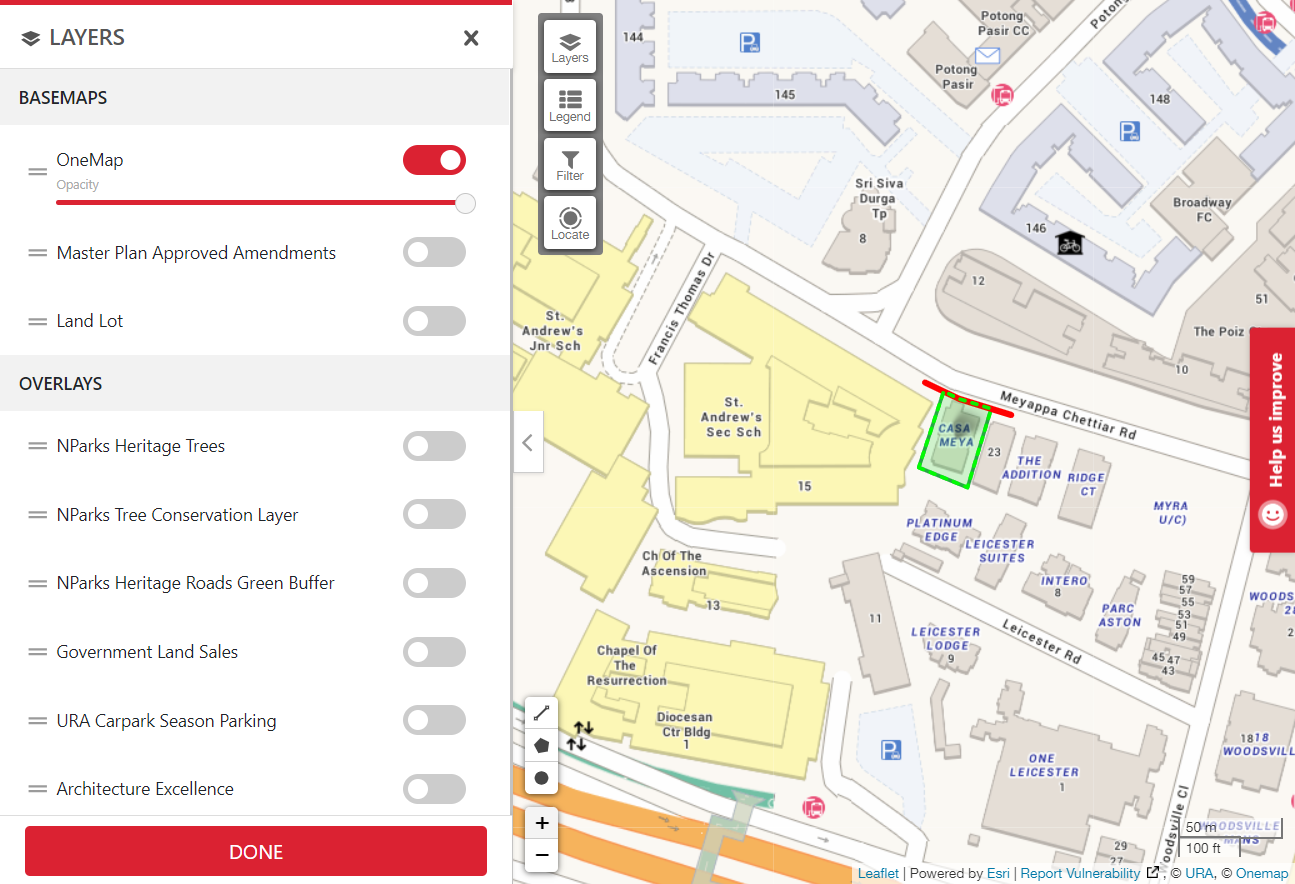 LAYERS
BASEMAPS
OneMap
Opacity
Master Plan Approved Amendments
Land Lot
OVERLAYS
NParks Heritage Trees
NParks Tree Conservation Layer
NParks Heritage Roads Green Buffer
Government Land Sales
URA Carpark Season Parking
Architecture Excellence
DONE
Layers
Legend
Filter
Locate
144
145
Potong
Pasir CC
Potong
Pasir
Potong
148
Sri Siva
Durga
Tp
8
146
Broadway
FC
12
51
The Poiz
10
St.
Andrew's
Jnr Sch
Francis Thomas Dr
St.
Andrew's
Sec Sch
15
Meyappa Chettiar Rd
CASA
MEYA
23
THE
ADDITION
RIDGE
CT
MYRA
U/C)
PLATINUM
EDGE
LEICESTER
SUITES
Ch Of The
Ascension
13
11
INTERO
8
PARC
ASTON
59
57
55
53
51
49
45 47
43
WOODS
2
LEICESTER
LODGE
9
Leicester Rd
Chapel Of
The
Resurrection
Diocesan
Ctr Bldg
1
ONE
LEICESTER
1
18 18
WOODSVILL
Woodsville Cl
WOODSVILLE
MANS
29
27
Help us improve
50 m
100 ft
Leaflet | Powered by Esri | Report Vulnerability , © URA, © Onemap